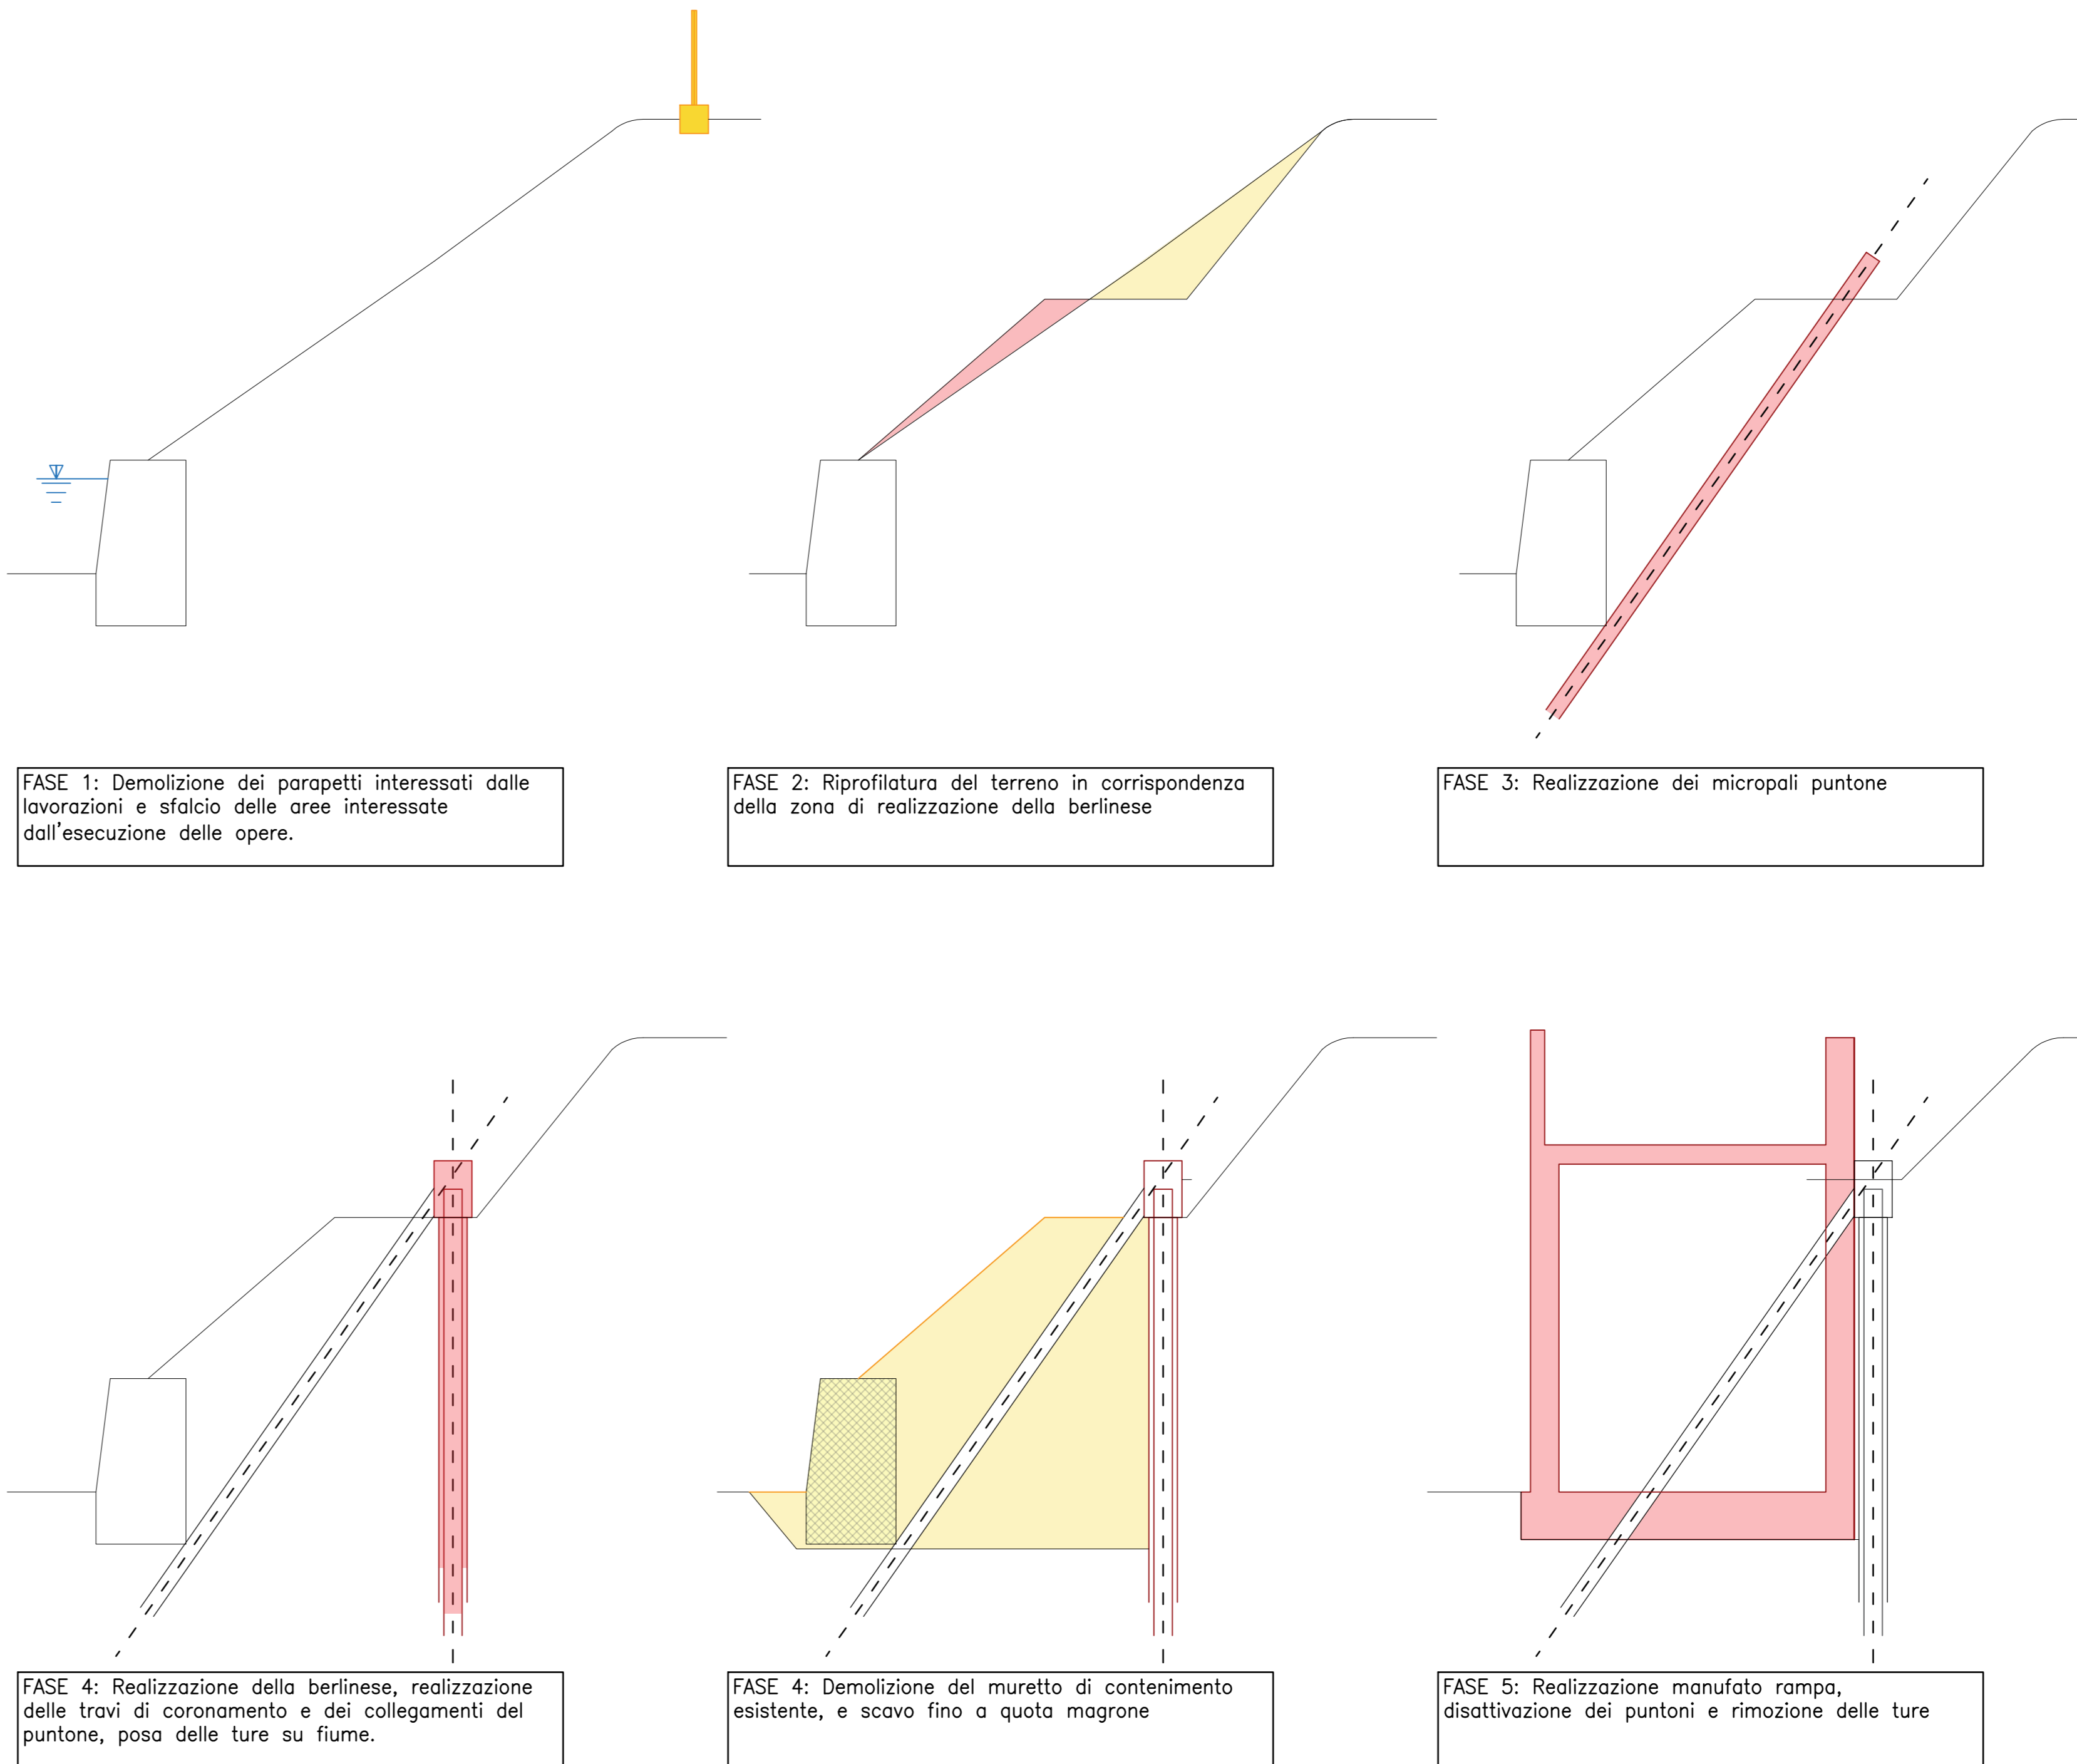 FASE 1: Demolizione dei parapetti interessati dalle
lavorazioni e sfalcio delle aree interessate
dall'esecuzione delle opere.
FASE 2: Riprofilatura del terreno in corrispondenza
della zona di realizzazione della berlinese
FASE 3: Realizzazione dei micropali puntone
FASE 4: Realizzazione della berlinese, realizzazione
delle travi di coronamento e dei collegamenti del
puntone, posa delle ture su fiume.
FASE 4: Demolizione del muretto di contenimento
esistente, e scavo fino a quota magrone
FASE 5: Realizzazione manufato rampa,
disattivazione dei puntoni e rimozione delle ture